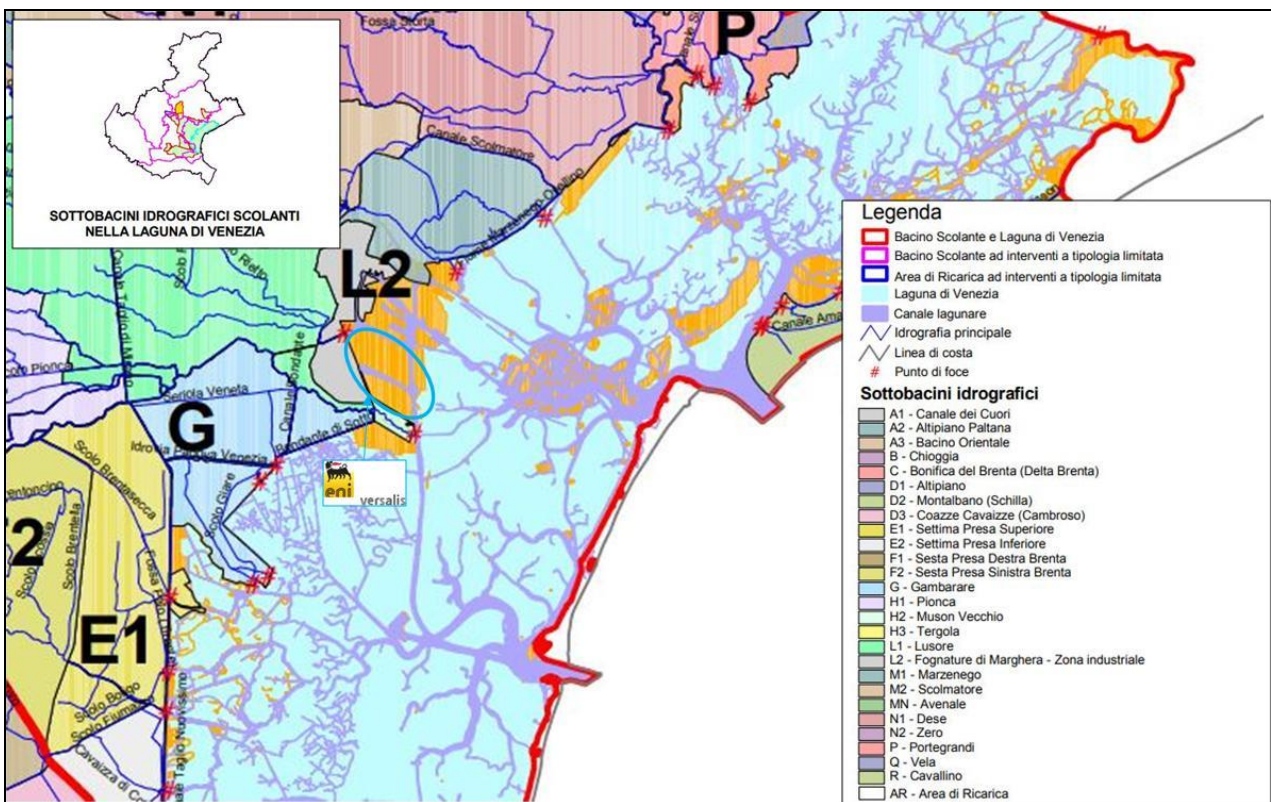 SOTTOBACINI IDROGRAFICI SCOLANTI
NELLA LAGUNA DI VENEZIA
Fossa Storta
P
Canale Scolmatore
L2
Canale Ama
Seriola Veneta
G
Idrovia Padova Venezia
Bondante di Sotto
Scolo Brentasecca
Scolo Giare
Scolo Brentella
eni
versalis
E1
Scolo Fiumazzo
Legenda
Bacino Scolante e Laguna di Venezia
Bacino Scolante ad interventi a tipologia limitata
Area di Ricarica ad interventi a tipologia limitata
Laguna di Venezia
Canale lagunare
Idrografia principale
Linea di costa
# Punto di foce
Sottobacini idrografici
A1 - Canale dei Cuori
A2 - Altipiano Paltana
A3 - Bacino Orientale
B - Chioggia
C - Bonifica del Brenta (Delta Brenta)
D1 - Altipiano
D2 - Montalbano (Schilla)
D3 - Coazze Cavaizze (Cambroso)
E1 - Settima Presa Superiore
E2 - Settima Presa Inferiore
F1 - Sesta Presa Destra Brenta
F2 - Sesta Presa Sinistra Brenta
G - Gambarare
H1 - Pionca
H2 - Muson Vecchio
H3 - Tergola
L1 - Lusore
L2 - Fognature di Marghera - Zona industriale
M1 - Marzenego
M2 - Scolmatore
MN - Avenale
N1 - Dese
N2 - Zero
P - Portegrandi
Q - Vela
R - Cavallino
AR - Area di Ricarica